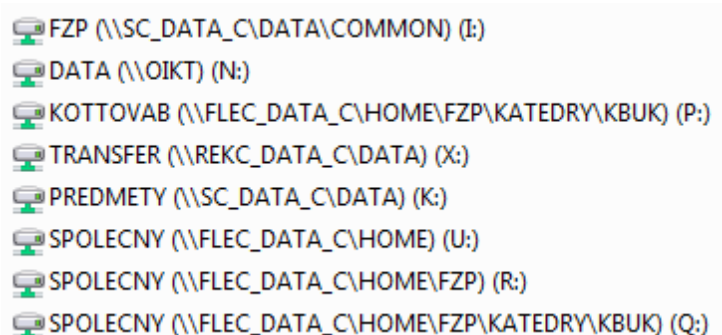 FZP (\\SC_DATA_C\DATA\COMMON) (I:)
DATA (\\OIKT) (N:)
KOTTOVAB (\\FLEC_DATA_C\HOME\FZP\KATEDRY\KBUK) (P:)
TRANSFER (\\REKC_DATA_C\DATA) (X:)
PREDMETY (\\SC_DATA_C\DATA) (K:)
SPOLECNY (\\FLEC_DATA_C\HOME) (U:)
SPOLECNY (\\FLEC_DATA_C\HOME\FZP) (R:)
SPOLECNY (\\FLEC_DATA_C\HOME\FZP\KATEDRY\KBUK) (Q:)